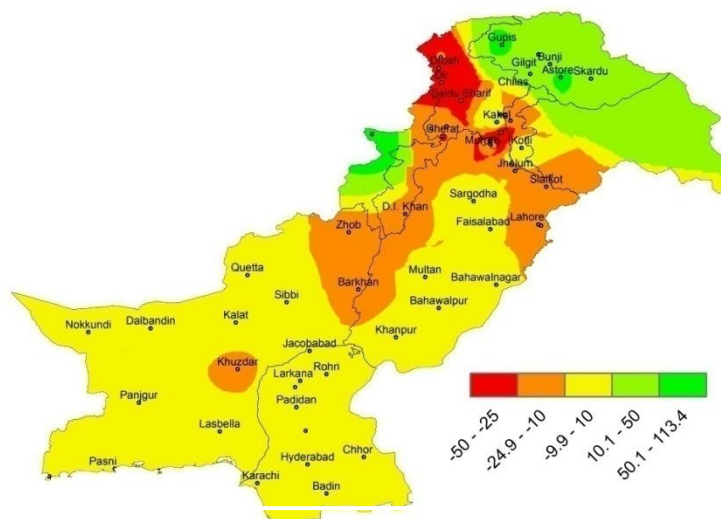 Gupis
Bunji
Gilgit
Astore
Skardu
Chilas
Drosh
Dir
Saidu Sharif
Kakul
Cherat
Kotli
Jhelum
Sialkot
Sargodha
D.I. Khan
Lahore
Faisalabad
Zhob
Quetta
Multan
Barkhan
Bahawalnagar
Sibbi
Bahawalpur
Nokkundi
Dalbandin
Kalat
Khanpur
Jacobabad
Khuzdar
Rohri
Larkana
Panjgur
Padidan
Lasbella
Chhor
Pasni
Hyderabad
Karachi
Badin
-50 - -25
-24.9 - -10
-9.9 - 10
10.1 - 50
50.1 - 113.4